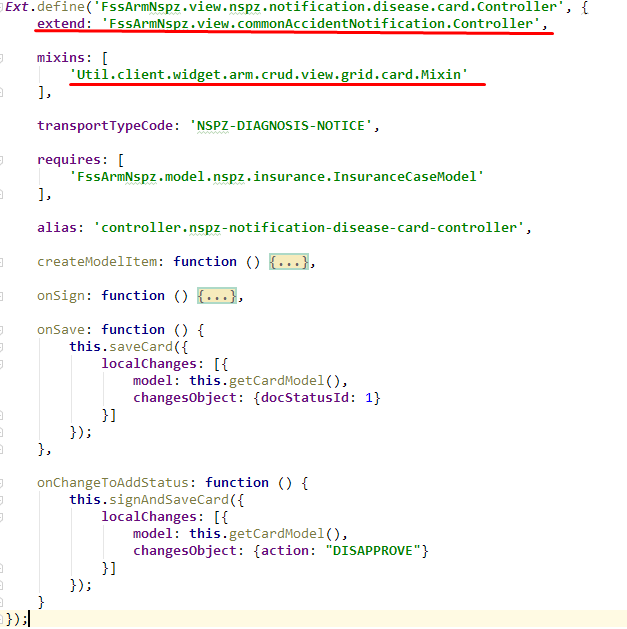 Ext.define('FssArmNspz.view.nspz.notification.disease.card.Controller', {
extend: 'FssArmNspz.view.commonAccidentNotification.Controller',
mixins: [
'Util.client.widget.arm.crud.view.grid.card.Mixin'
],
transportTypeCode: 'NSPZ-DIAGNOSIS-NOTICE',
requires: [
'FssArmNspz.model.nspz.insurance.InsuranceCaseModel'
],
alias: 'controller.nspz-notification-disease-card-controller',
createModelItem: function () {...},
onSign: function () {...},
onSave: function () {
this.saveCard({
localChanges: [{
model: this.getCardModel(),
changesObject: {docStatusId: 1}
}]
});
},
onChangeToAddStatus: function () {
this.signAndSaveCard({
localChanges: [{
model: this.getCardModel(),
changesObject: {action: "DISAPPROVE"}
}]
});
}
});